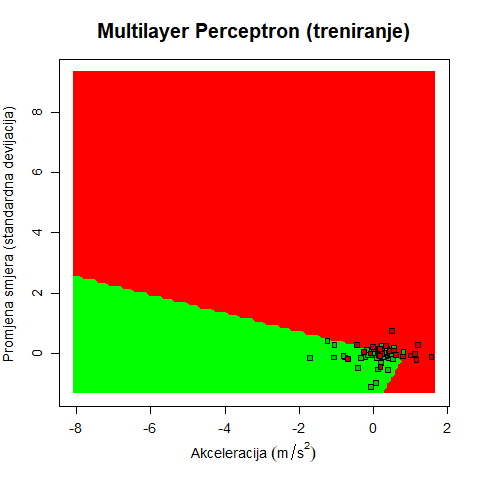 Multilayer Perceptron (treniranje)
Promjena smjera (standardna devijacija)
8
6
4
2
0
-8 -6 -4 -2 0 2
Akceleracija (m/s²)